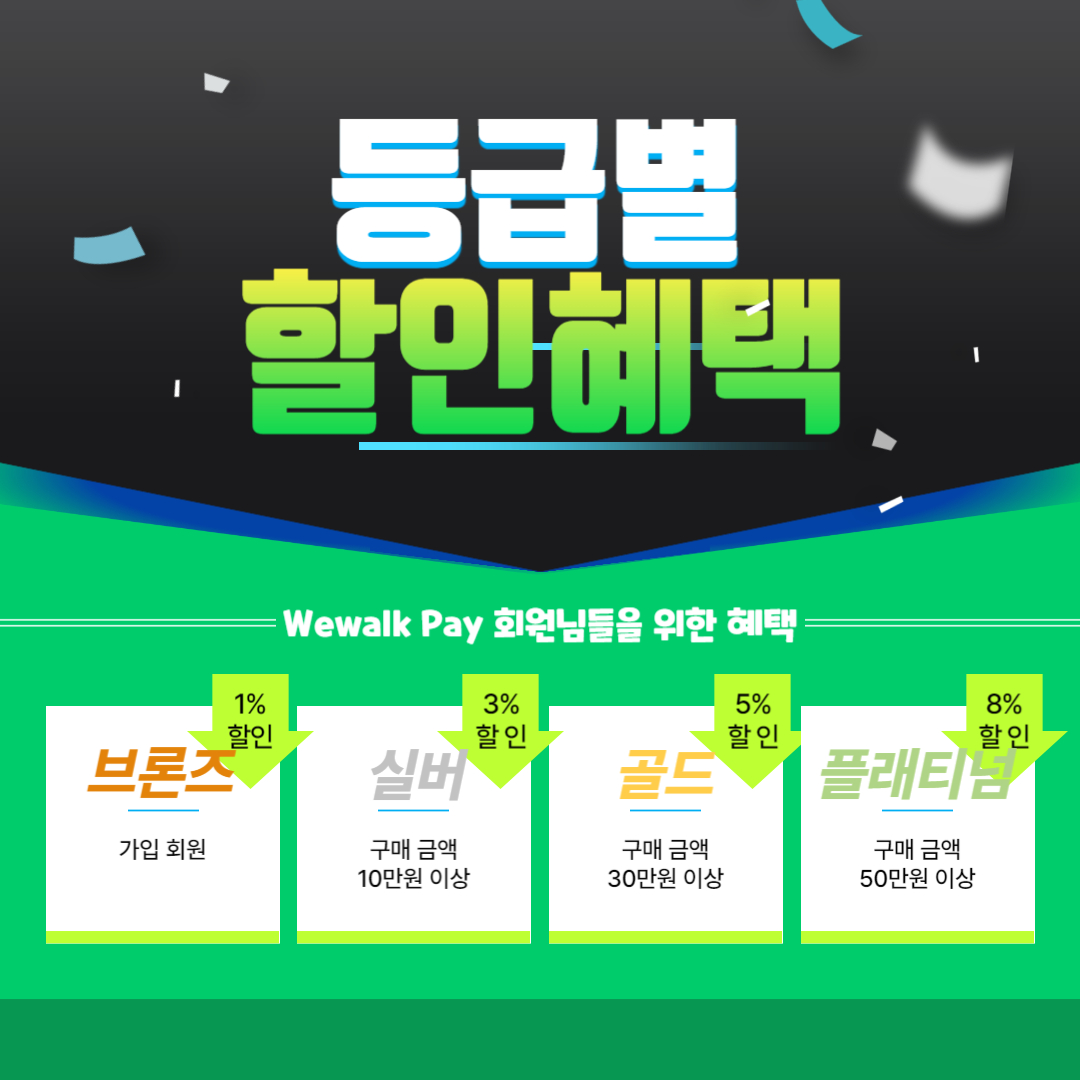 등급별
할인혜택
Wewalk Pay 회원님들을 위한 혜택
1%
할인
브론즈
가입 회원
3%
할 인
실버
구매 금액
10만원 이상
5%
할 인
골드
구매 금액
30만원 이상
8%
할 인
플래티넘
구매 금액
50만원 이상